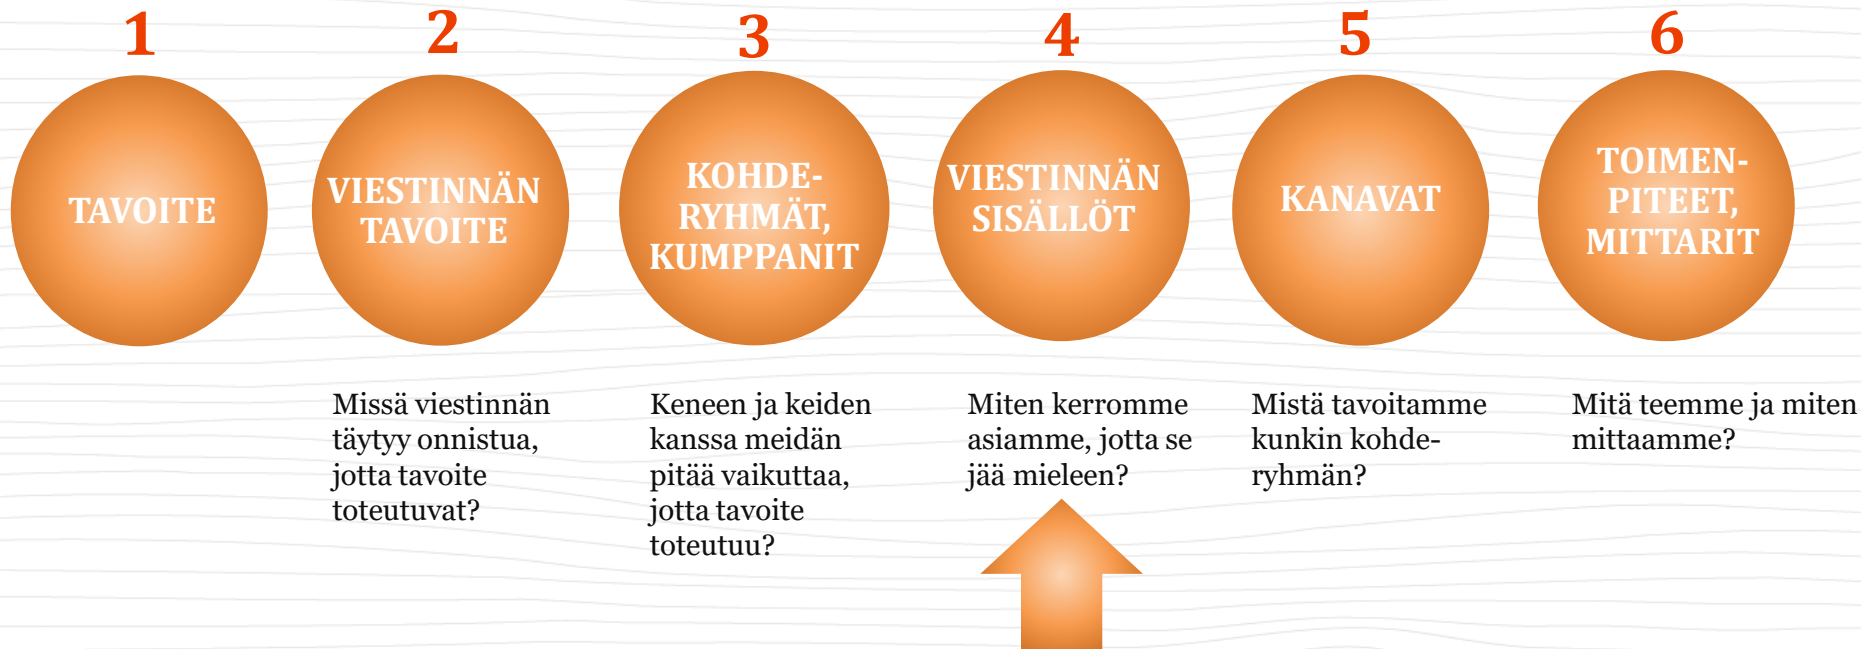 1
TAVOITE
2
VIESTINNÄN
TAVOITE
Missä viestinnän
täytyy onnistua,
jotta tavoite
toteutuvat?
3
KOHDE-
RYHMÄT,
KUMPPANIT
Keneen ja keiden
kanssa meidän
pitää vaikuttaa,
jotta tavoite
toteutuu?
4
VIESTINNÄN
SISÄLLÖT
Miten kerromme
asiamme, jotta se
jää mieleen?
5
KANAVAT
Mistä tavoitamme
kunkin kohde-
ryhmän?
6
TOIMEN-
PITEET,
MITTARIT
Mitä teemme ja miten
mittaamme?